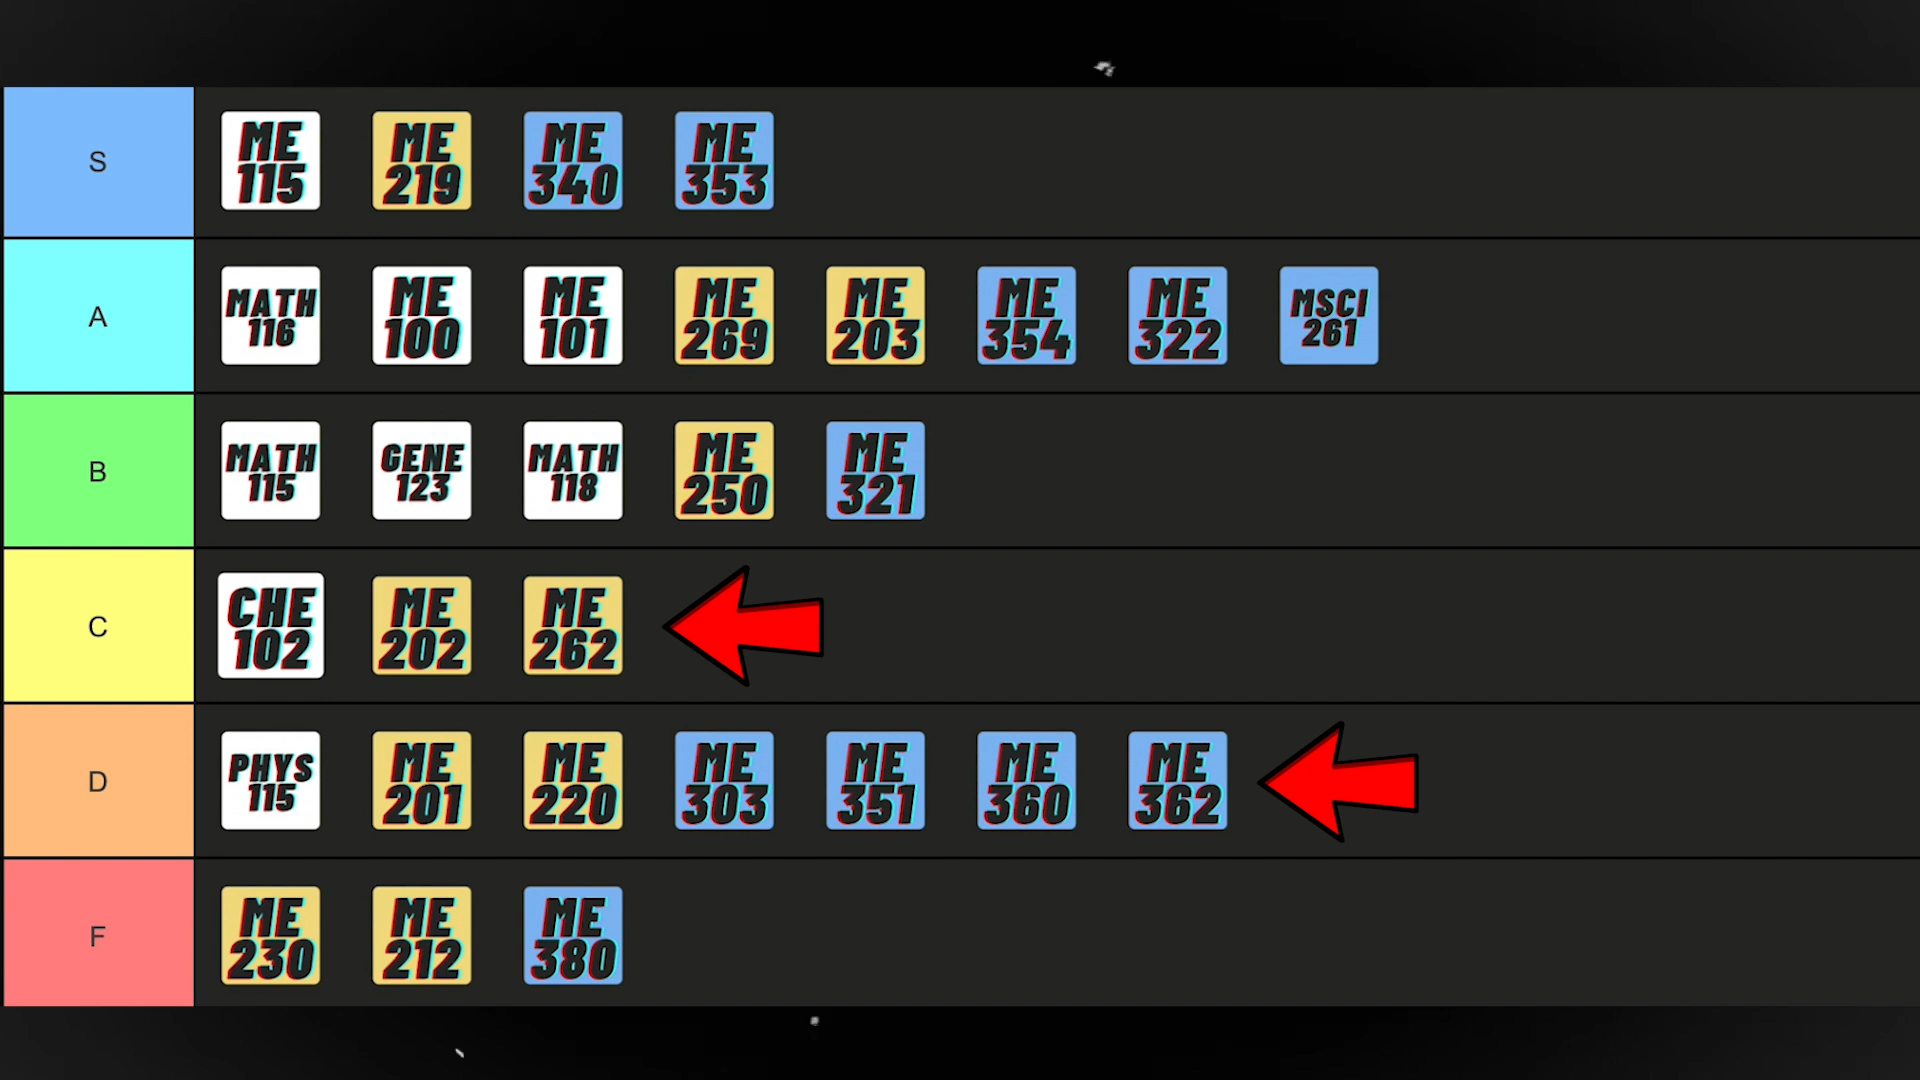 S
ME
115
ME
219
ME
340
ME
353
A
MATH
116
ME
100
ME
101
ME
269
ME
203
ME
354
ME
322
MSCI
261
B
MATH
115
GENE
123
MATH
118
ME
250
ME
321
C
CHE
102
ME
202
ME
262
D
PHYS
115
ME
201
ME
220
ME
303
ME
351
ME
360
ME
362
F
ME
230
ME
212
ME
380